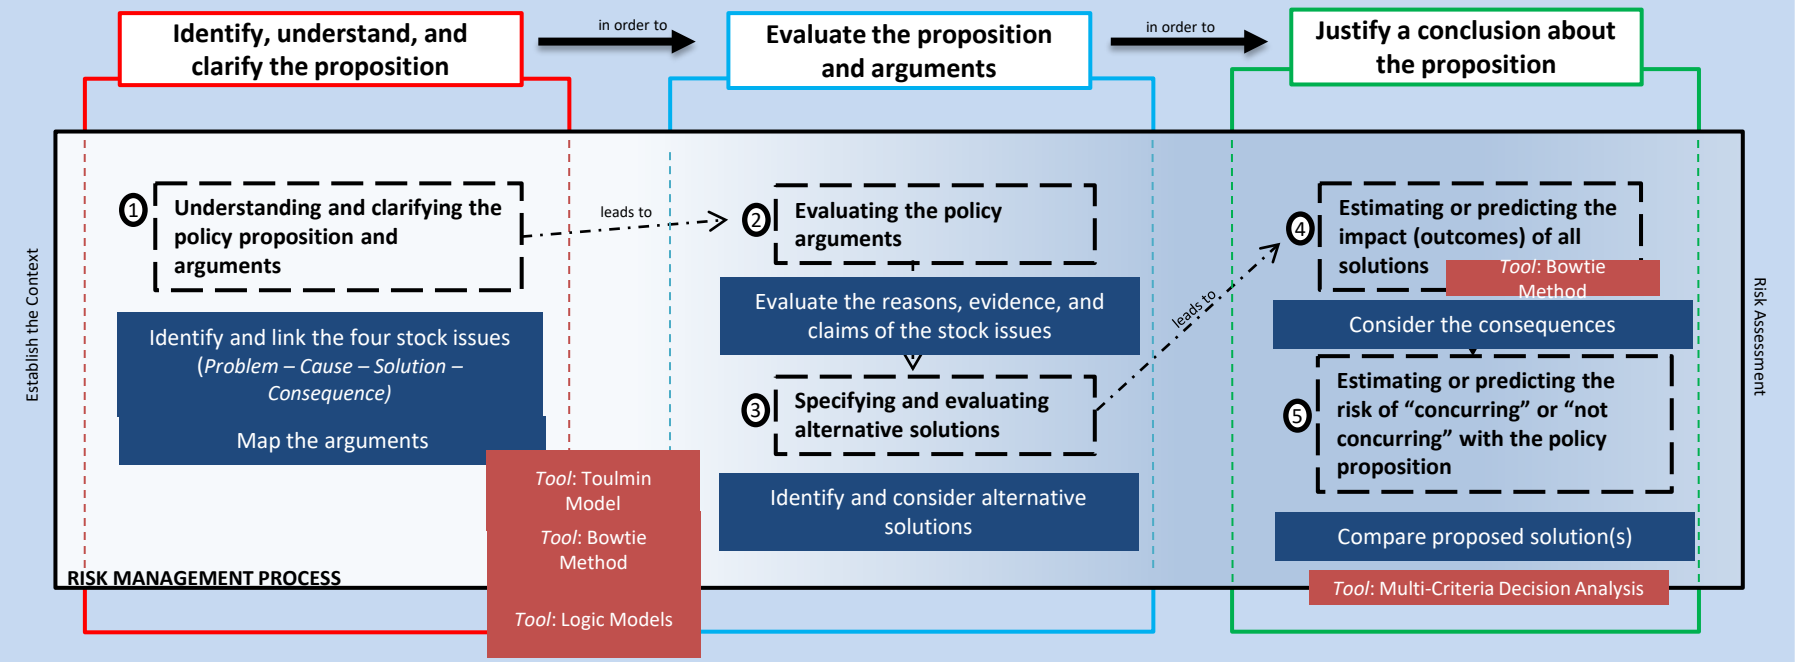 Identify, understand, and
clarify the proposition
in order to
Evaluate the proposition
and arguments
in order to
Justify a conclusion about
the proposition
Establish the Context
1
Understanding and clarifying the
policy proposition and
arguments
Identify and link the four stock issues
(Problem – Cause – Solution –
Consequence)
Map the arguments
Tool: Toulmin
Model
Tool: Bowtie
Method
Tool: Logic Models
RISK MANAGEMENT PROCESS
leads to
2
Evaluating the policy
arguments
Evaluate the reasons, evidence, and
claims of the stock issues
3
Specifying and evaluating
alternative solutions
Identify and consider alternative
solutions
leads to
4
Estimating or predicting the
impact (outcomes) of all
solutions
Tool: Bowtie
Method
Consider the consequences
5
Estimating or predicting the
risk of “concurring” or “not
concurring” with the policy
proposition
Compare proposed solution(s)
Tool: Multi-Criteria Decision Analysis
Risk Assessment